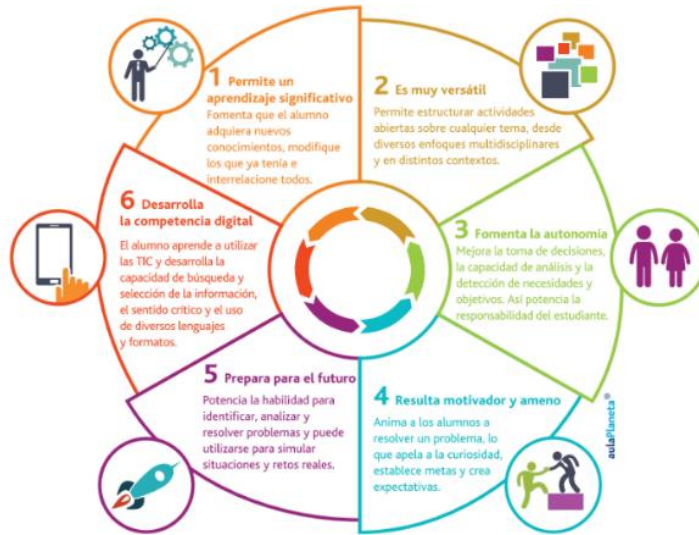 1 Permite un
aprendizaje significativo
Fomenta que el alumno
adquiera nuevos
conocimientos, modifique
los que ya tenía e
interrelacione todos.
2 Es muy versátil
Permite estructurar actividades
abiertas sobre cualquier tema, desde
diversos enfoques multidisciplinares
y en distintos contextos.
3 Fomenta la autonomía
Mejora la toma de decisiones,
la capacidad de análisis y la
detección de necesidades y
objetivos. Así potencia la
responsabilidad del estudiante.
4 Resulta motivador y ameno
Anima a los alumnos a
resolver un problema, lo
que apela a la curiosidad,
establece metas y crea
expectativas.
5 Prepara para el futuro
Potencia la habilidad para
identificar, analizar y
resolver problemas y puede
utilizarse para simular
situaciones y retos reales.
6 Desarrolla
la competencia digital
El alumno aprende a utilizar
las TIC y desarrolla la
capacidad de búsqueda y
selección de la información,
el sentido crítico y el uso
de diversos lenguajes
y formatos.
aulaPlaneta®